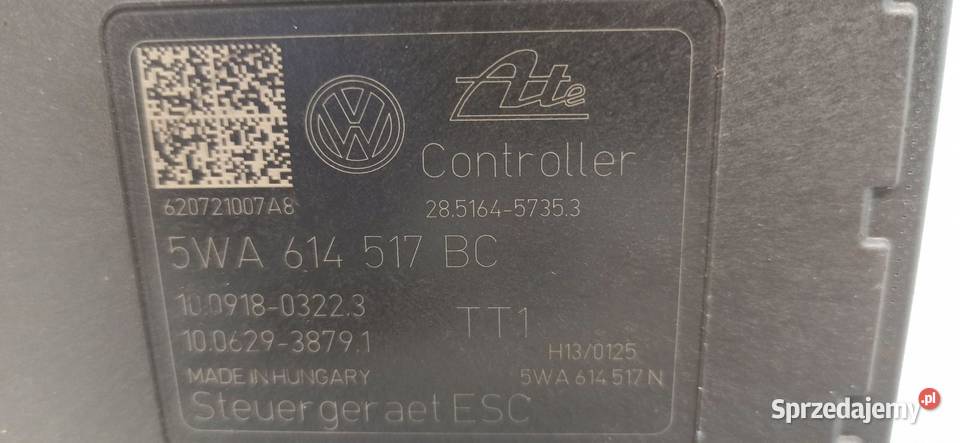 Ate
Controller
620721007A8
28.5164-5735.3
5WA 614 517 BC
10.0918-0322.3
TT1
10.0629-3879.1
H13/0125
MADE IN HUNGARY
5WA 614 517 N
Steuergeraet ESC
Sprzedajemy.pl